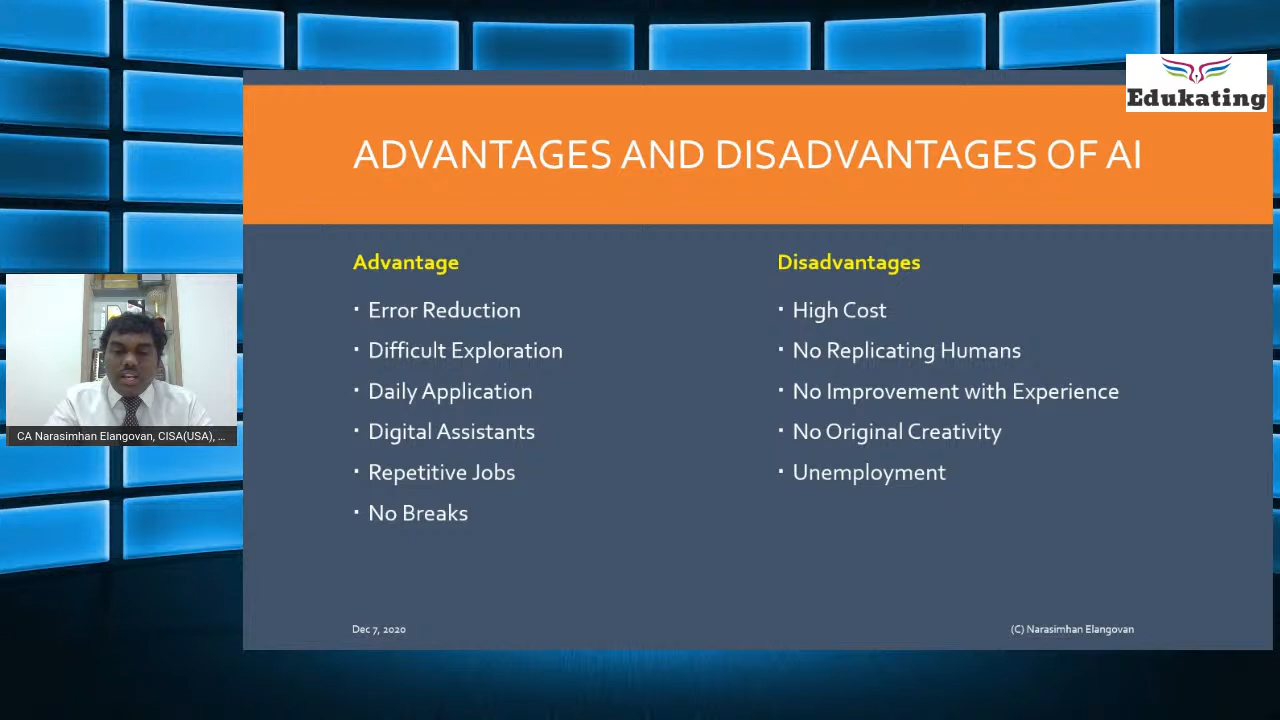 Edukating
ADVANTAGES AND DISADVANTAGES OF AI
Advantage
Error Reduction
Difficult Exploration
Daily Application
Digital Assistants
Repetitive Jobs
No Breaks
Disadvantages
High Cost
No Replicating Humans
No Improvement with Experience
No Original Creativity
Unemployment
CA Narasimhan Elangovan, CISA(USA), ...
Dec 7, 2020
(C) Narasimhan Elangovan